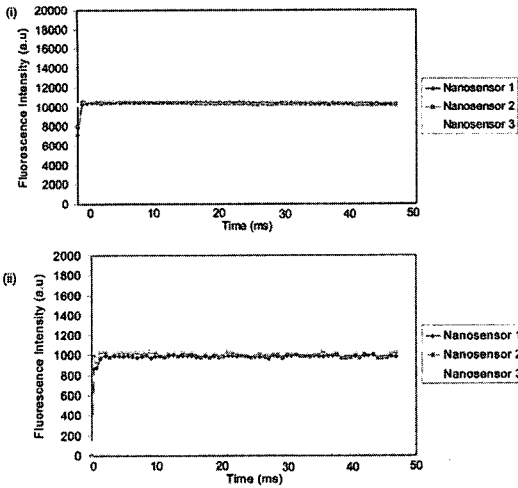 (i)
Fluorescence Intensity (a.u)
20000
18000
16000
14000
12000
10000
8000
6000
4000
2000
0
0 10 20 30 40 50
Time (ms)
Nanosensor 1
Nanosensor 2
Nanosensor 3
(ii)
Fluorescence Intensity (a.u)
2000
1800
1600
1400
1200
1000
800
600
400
200
0
0 10 20 30 40 50
Time (ms)
Nanosensor 1
Nanosensor 2
Nanosensor 3